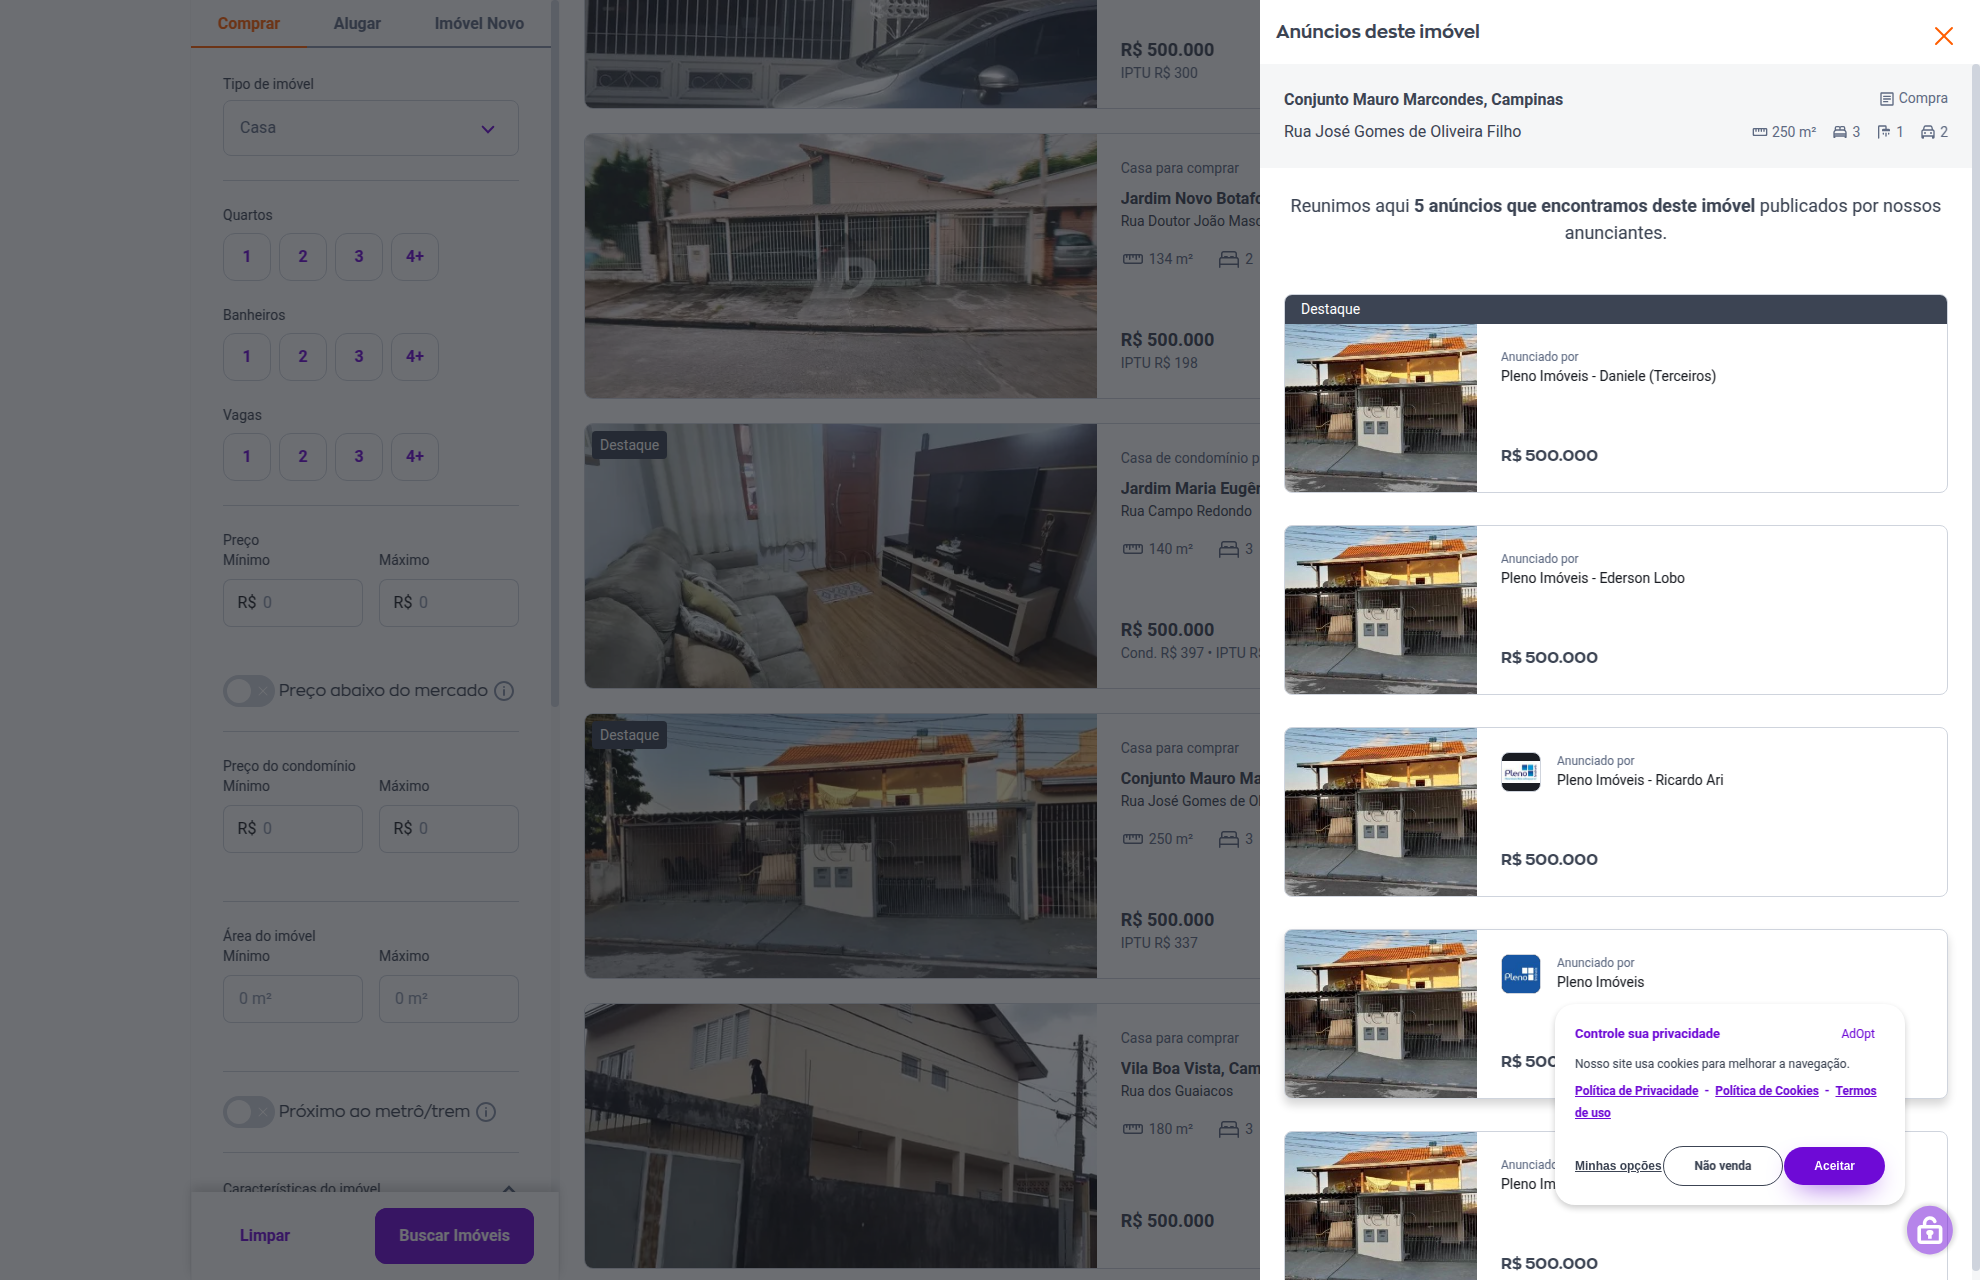 Comprar
Alugar
Imóvel Novo
Tipo de imóvel
Casa
Quartos
1
2
3
4+
Banheiros
1
2
3
4+
Vagas
1
2
3
4+
Preço
Mínimo
Máximo
R$ 0
R$ 0
Preço abaixo do mercado
Preço do condomínio
Mínimo
Máximo
R$ 0
R$ 0
Área do imóvel
Mínimo
Máximo
0 m²
0 m²
Próximo ao metrô/trem
Características do imóvel
Limpar
Buscar Imóveis
R$ 500.000
IPTU R$ 300
Casa para comprar
Jardim Novo Botafo
Rua Doutor João Masc
134 m²
2
R$ 500.000
IPTU R$ 198
Destaque
Casa de condomínio p
Jardim Maria Eugên
Rua Campo Redondo
140 m²
3
R$ 500.000
Cond. R$ 397 • IPTU R$
Destaque
Casa para comprar
Conjunto Mauro Ma
Rua José Gomes de Ol
250 m²
3
R$ 500.000
IPTU R$ 337
Casa para comprar
Vila Boa Vista, Cam
Rua dos Guaiacos
180 m²
3
R$ 500.000
Anúncios deste imóvel
Conjunto Mauro Marcondes, Campinas
Compra
Rua José Gomes de Oliveira Filho
250 m²
3
1
2
Reunimos aqui 5 anúncios que encontramos deste imóvel publicados por nossos
anunciantes.
Destaque
Anunciado por
Pleno Imóveis - Daniele (Terceiros)
R$ 500.000
Anunciado por
Pleno Imóveis - Ederson Lobo
R$ 500.000
Pleno
Anunciado por
Pleno Imóveis - Ricardo Ari
R$ 500.000
Pleno
Anunciado por
Pleno Imóveis
R$ 500
Anunciado
Pleno Im
R$ 500.000
Controle sua privacidade
AdOpt
Nosso site usa cookies para melhorar a navegação.
Política de Privacidade - Política de Cookies - Termos
de uso
Minhas opções
Não venda
Aceitar